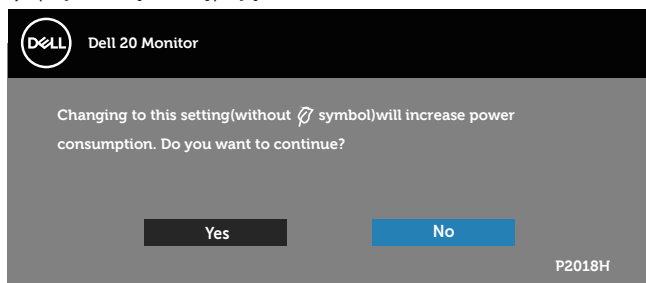 DELL
Dell 20 Monitor
Changing to this setting(without symbol)will increase power
consumption. Do you want to continue?
Yes No
P2018H